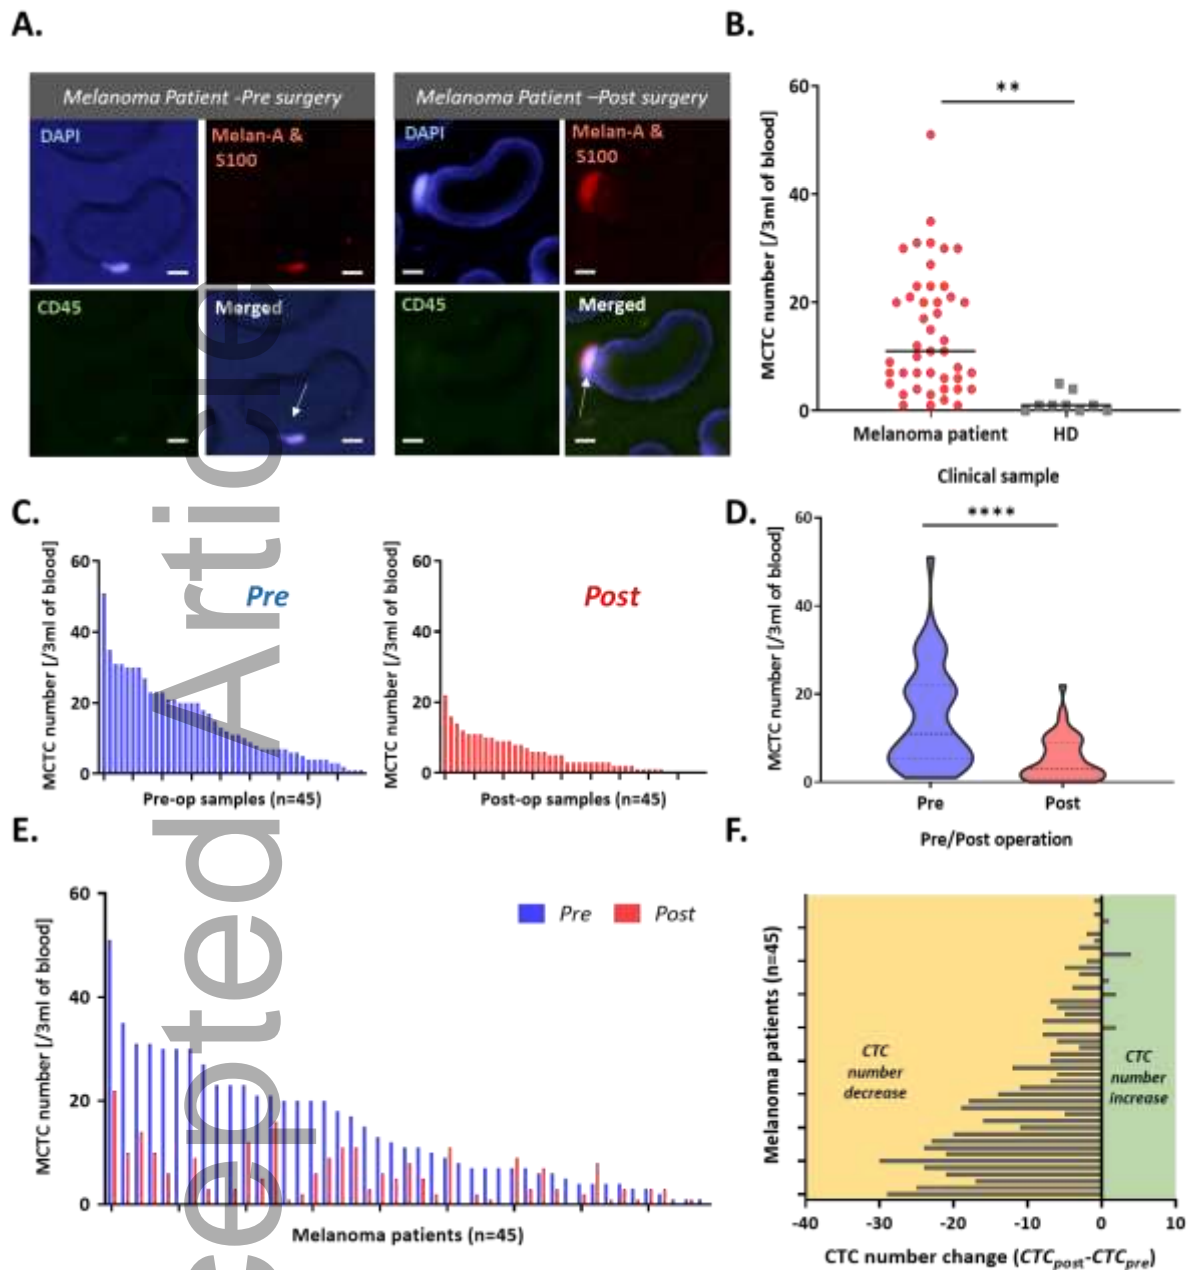 A.
Melanoma Patient -Pre surgery
Melanoma Patient –Post surgery
DAPI
Melan-A &
S100
DAPI
Melan-A &
S100
CD45
Merged
CD45
Merged
B.
MCTC number [/3ml of blood]
60
40
20
0
**
Melanoma patient
HD
Clinical sample
C.
MCTC number [/3ml of blood]
60
40
20
0
Pre
Pre-op samples (n=45)
MCTC number [/3ml of blood]
60
40
20
0
Post
Post-op samples (n=45)
D.
MCTC number [/3ml of blood]
60
40
20
0
****
Pre
Post
Pre/Post operation
E.
MCTC number [/3ml of blood]
60
40
20
0
Pre
Post
Melanoma patients (n=45)
F.
Melanoma patients (n=45)
CTC
number
decrease
CTC
number
increase
-40
-30
-20
-10
0
10
CTC number change (CTCpost-CTCpre)
cepted Article